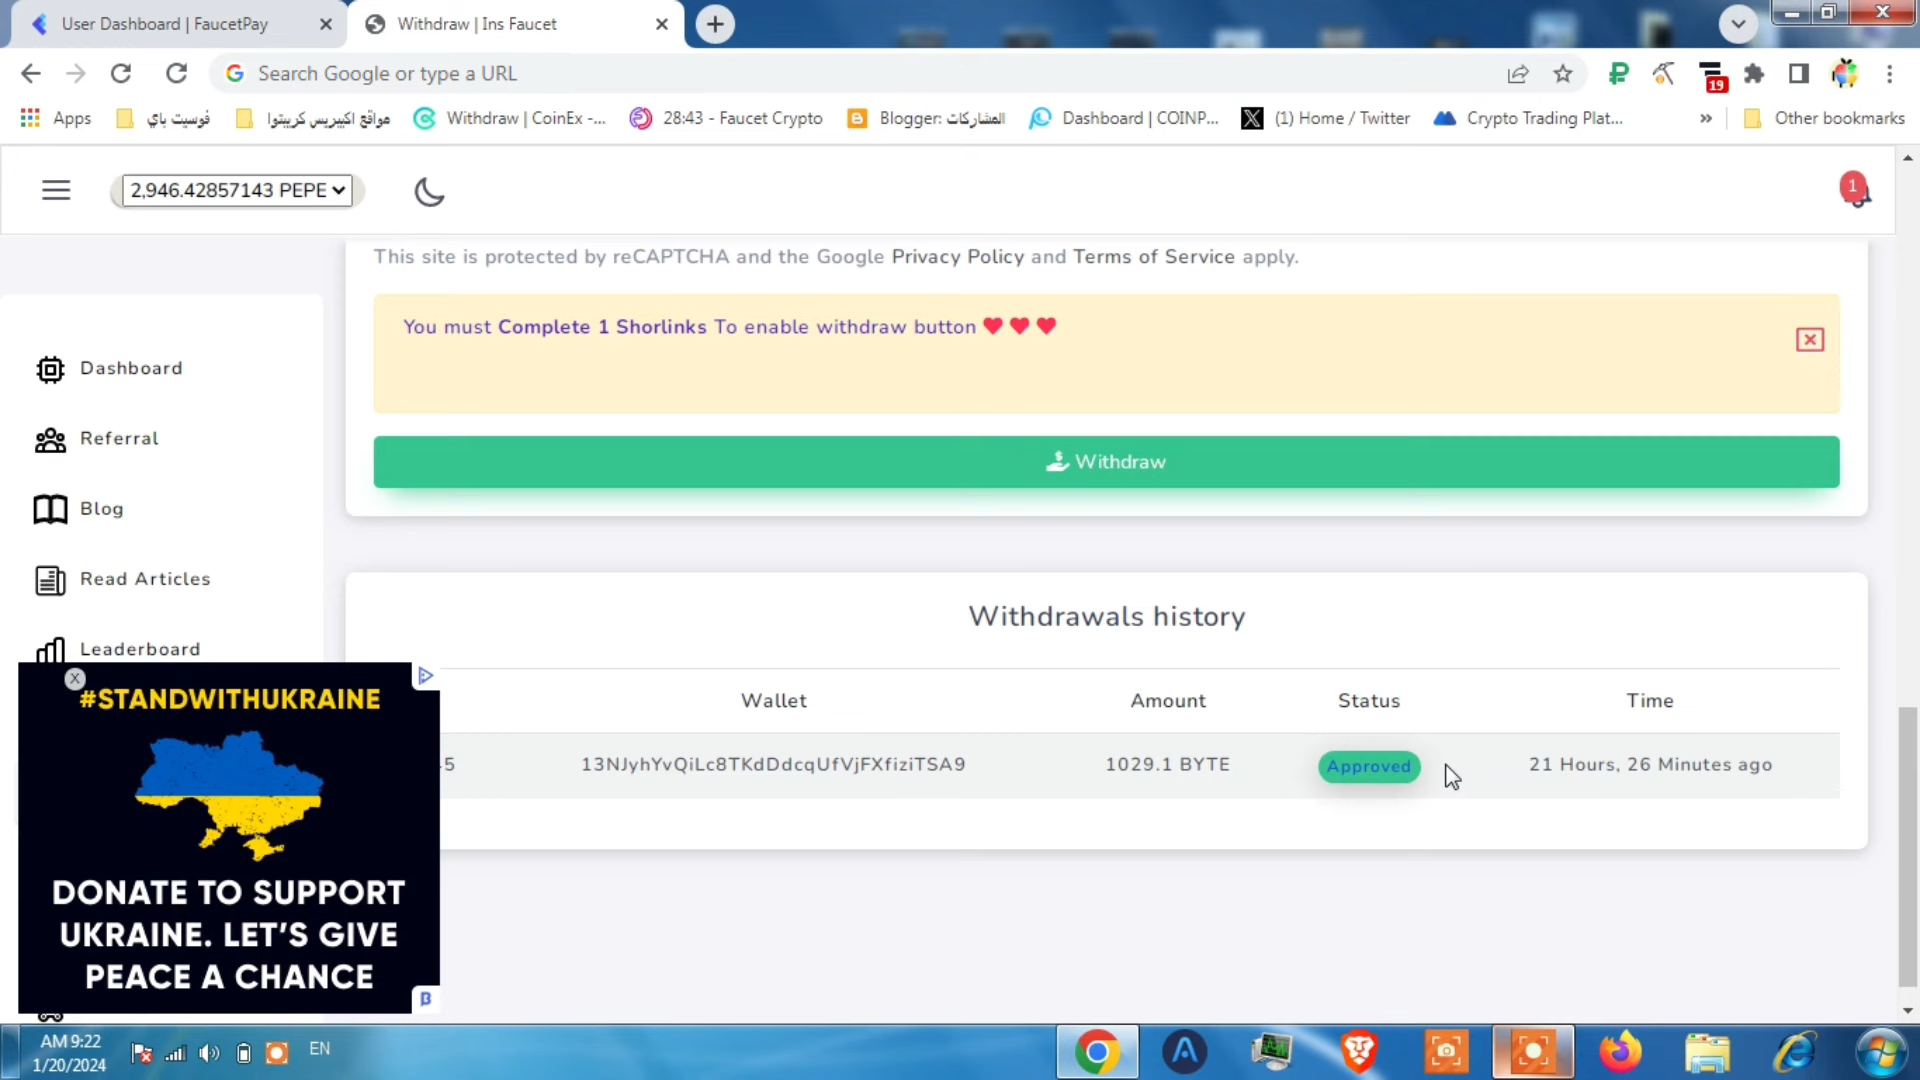 User Dashboard | FaucetPay
Withdraw | Ins Faucet
Search Google or type a URL
19
Apps
فوسيت باي
مواقع اكبيريس كريبتوا
Withdraw | CoinEx -...
28:43 - Faucet Crypto
Blogger: المشاركات
Dashboard | COINP...
(1) Home / Twitter
Crypto Trading Plat...
»
Other bookmarks
2,946.42857143 PEPE
1
This site is protected by reCAPTCHA and the Google Privacy Policy and Terms of Service apply.
You must Complete 1 Shorlinks To enable withdraw button
Withdraw
Dashboard
Referral
Blog
Read Articles
Leaderboard
Withdrawals history
Wallet Amount Status Time
45 13NJyhYvQiLc8TKdDdcqUfVjFXfiziTSA9 1029.1 BYTE Approved 21 Hours, 26 Minutes ago
#STANDWITHUKRAINE
DONATE TO SUPPORT
UKRAINE. LET'S GIVE
PEACE A CHANCE
AM 9:22
1/20/2024
EN